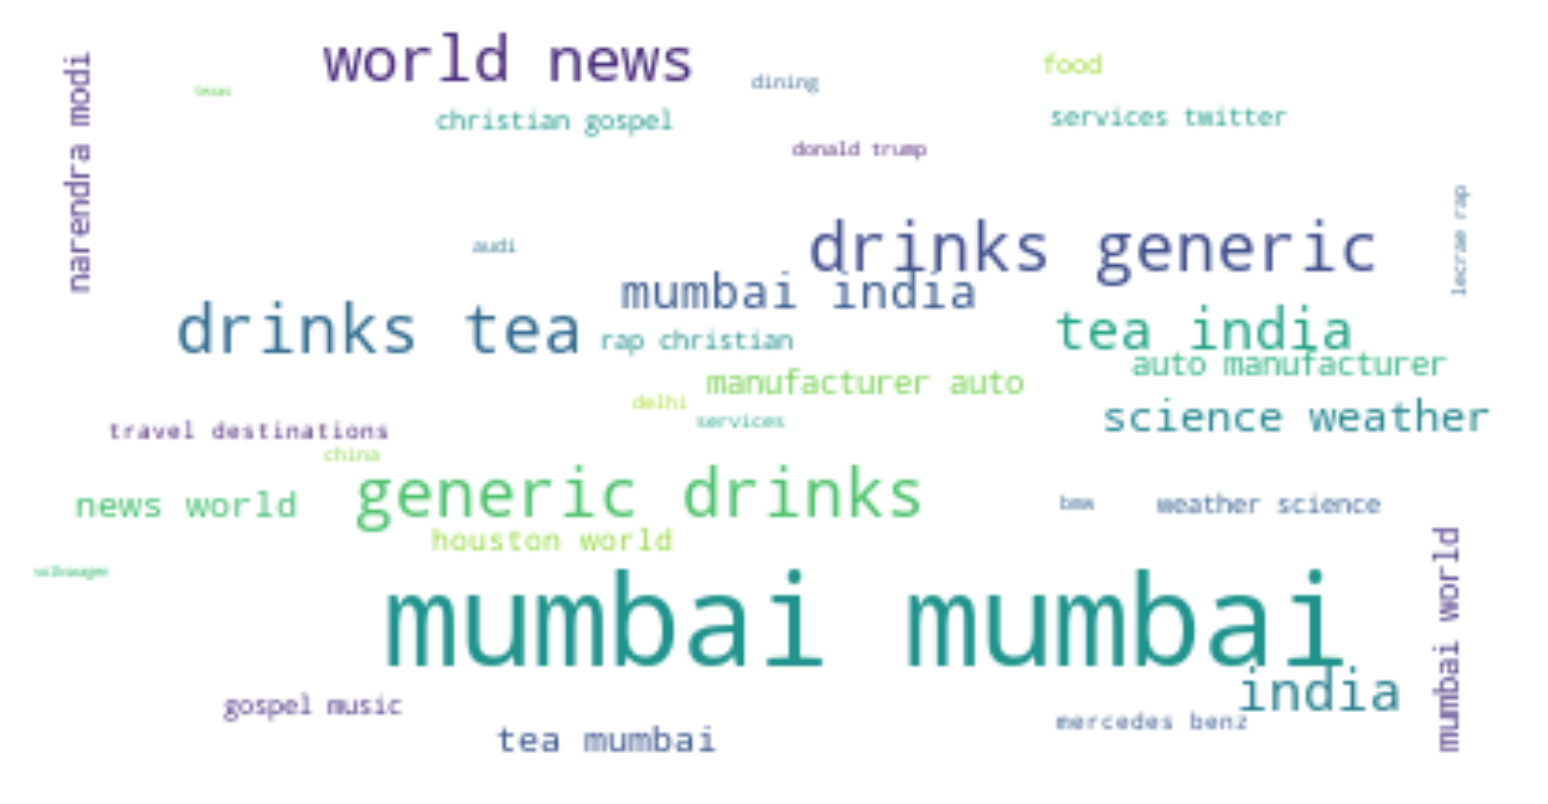 world news
narendra modi
texas
dining
food
christian gospel
services twitter
donald trump
lecrae rap
audi
drinks generic
mumbai india
drinks tea
rap christian
tea india
auto manufacturer
manufacturer auto
delhi
services
science weather
travel destinations
china
news world
generic drinks
bmw
weather science
houston world
mumbai world
volkswagen
mumbai mumbai
india
gospel music
mercedes benz
tea mumbai